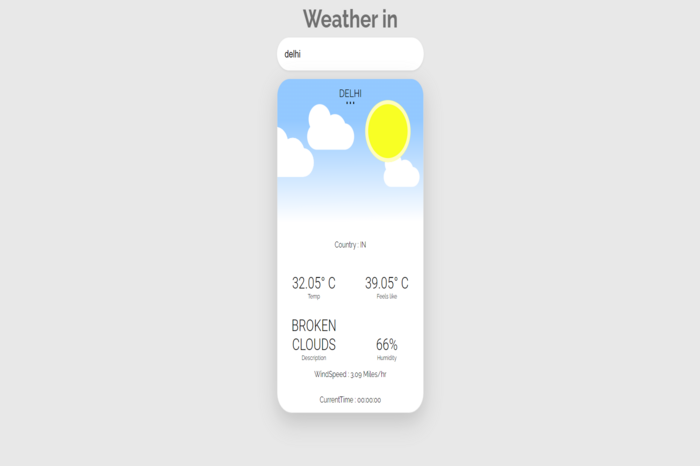 Weather in
delhi
DELHI
Country : IN
32.05° C 39.05° C
Temp Feels like
BROKEN
CLOUDS 66%
Description Humidity
WindSpeed : 3.09 Miles/hr
CurrentTime : 00:00:00